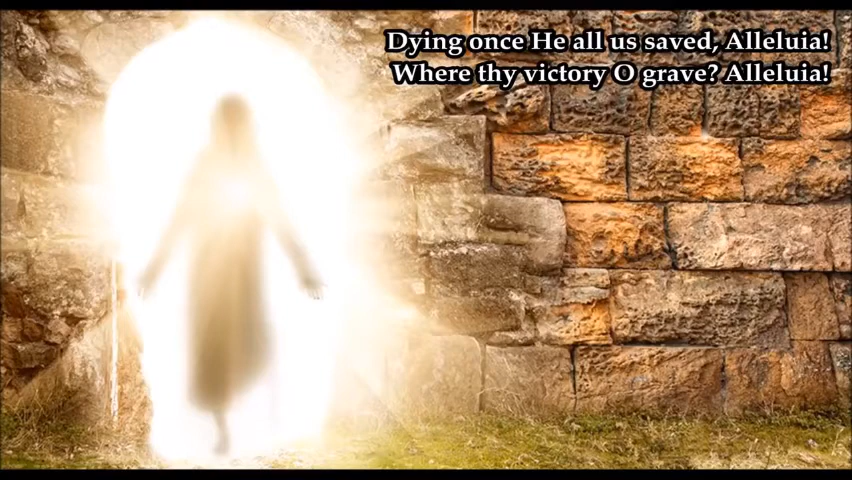 Dying once He all us saved, Alleluia!
Where thy victory O grave? Alleluia!